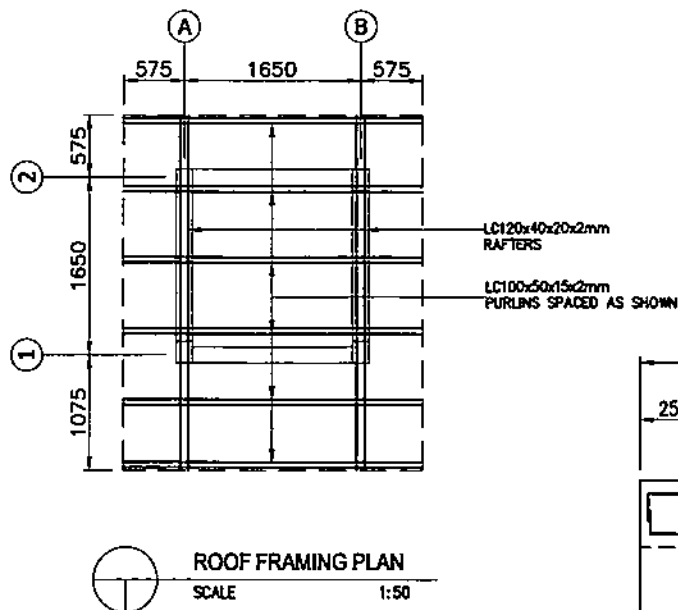 A
B
575
1650
575
575
2
1650
LC120x40x20x2mm
RAFTERS
LC100x50x15x2mm
PURLINS SPACED AS SHOWN
1
1075
25
ROOF FRAMING PLAN
SCALE 1:50